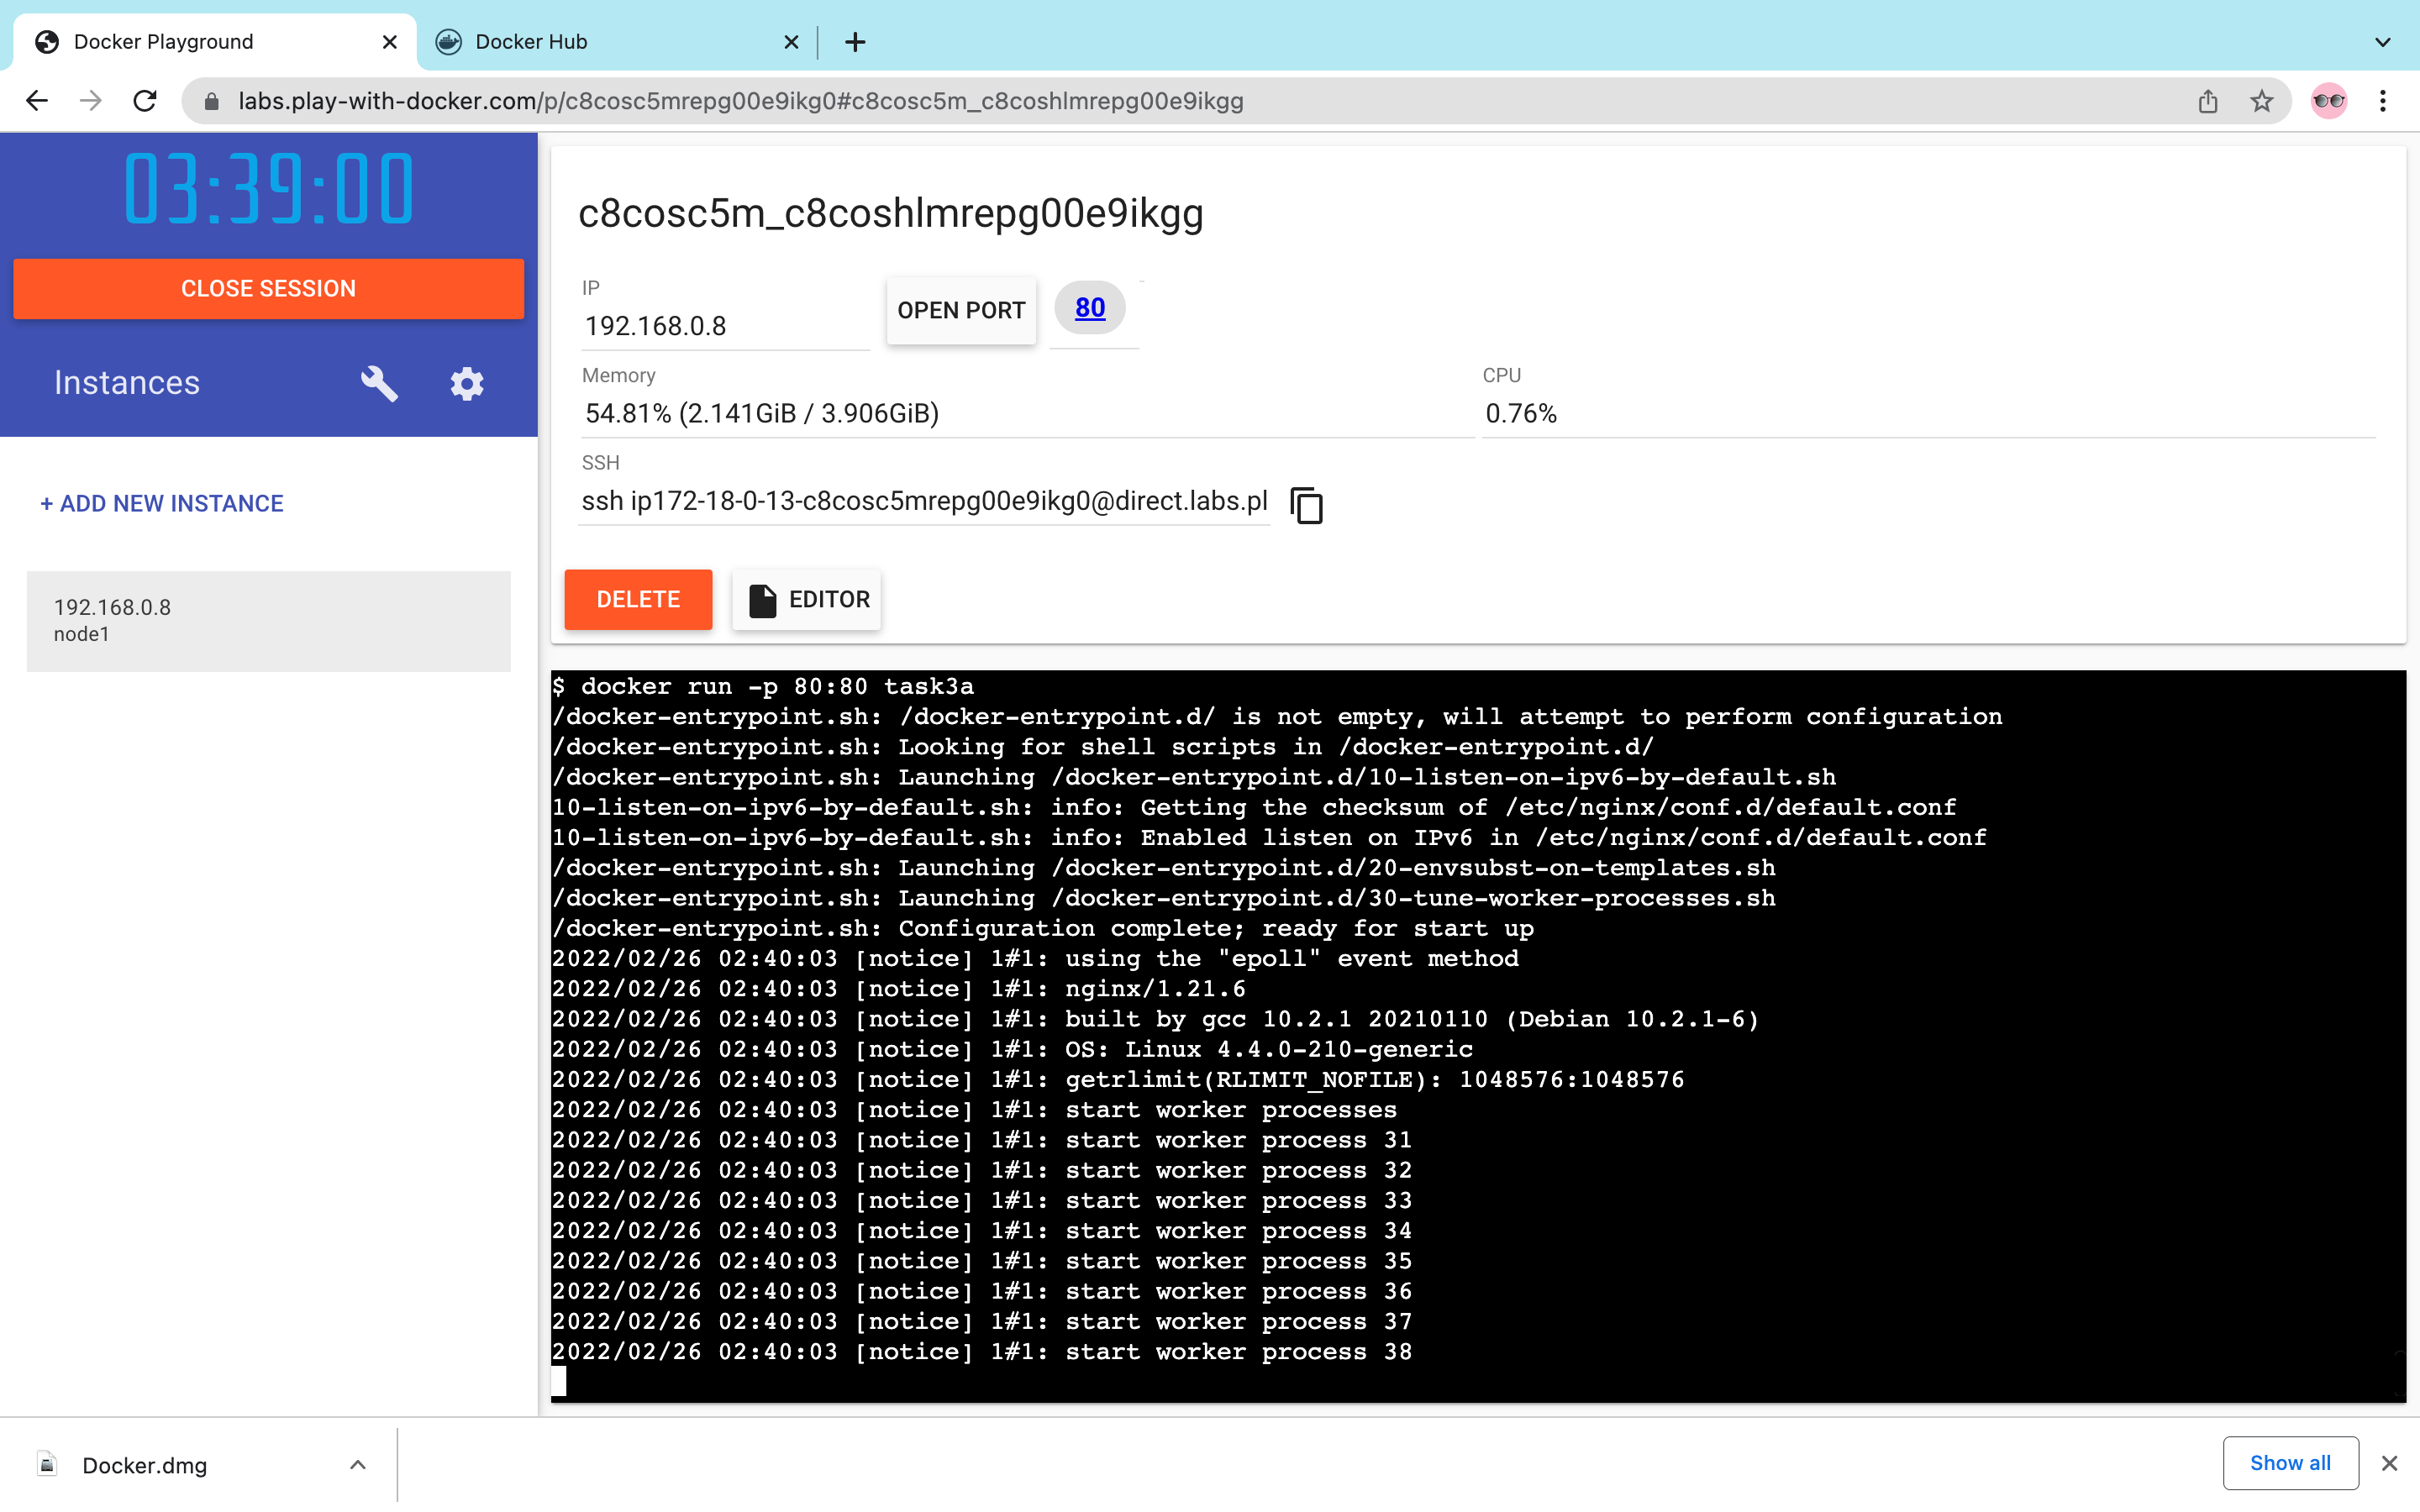 Docker Playground
Docker Hub
labs.play-with-docker.com/p/c8cosc5mrepg00e9ikg0#c8cosc5m_c8coshlmrepg00e9ikgg
03:39:00
CLOSE SESSION
Instances
+ ADD NEW INSTANCE
192.168.0.8
node1
c8cosc5m_c8coshlmrepg00e9ikgg
IP
192.168.0.8
OPEN PORT
80
Memory
54.81% (2.141GiB / 3.906GiB)
CPU
0.76%
SSH
ssh ip172-18-0-13-c8cosc5mrepg00e9ikg0@direct.labs.pl
DELETE
EDITOR
$ docker run -p 80:80 task3a
/docker-entrypoint.sh: /docker-entrypoint.d/ is not empty, will attempt to perform configuration
/docker-entrypoint.sh: Looking for shell scripts in /docker-entrypoint.d/
/docker-entrypoint.sh: Launching /docker-entrypoint.d/10-listen-on-ipv6-by-default.sh
10-listen-on-ipv6-by-default.sh: info: Getting the checksum of /etc/nginx/conf.d/default.conf
10-listen-on-ipv6-by-default.sh: info: Enabled listen on IPv6 in /etc/nginx/conf.d/default.conf
/docker-entrypoint.sh: Launching /docker-entrypoint.d/20-envsubst-on-templates.sh
/docker-entrypoint.sh: Launching /docker-entrypoint.d/30-tune-worker-processes.sh
/docker-entrypoint.sh: Configuration complete; ready for start up
2022/02/26 02:40:03 [notice] 1#1: using the "epoll" event method
2022/02/26 02:40:03 [notice] 1#1: nginx/1.21.6
2022/02/26 02:40:03 [notice] 1#1: built by gcc 10.2.1 20210110 (Debian 10.2.1-6)
2022/02/26 02:40:03 [notice] 1#1: OS: Linux 4.4.0-210-generic
2022/02/26 02:40:03 [notice] 1#1: getrlimit(RLIMIT_NOFILE): 1048576:1048576
2022/02/26 02:40:03 [notice] 1#1: start worker processes
2022/02/26 02:40:03 [notice] 1#1: start worker process 31
2022/02/26 02:40:03 [notice] 1#1: start worker process 32
2022/02/26 02:40:03 [notice] 1#1: start worker process 33
2022/02/26 02:40:03 [notice] 1#1: start worker process 34
2022/02/26 02:40:03 [notice] 1#1: start worker process 35
2022/02/26 02:40:03 [notice] 1#1: start worker process 36
2022/02/26 02:40:03 [notice] 1#1: start worker process 37
2022/02/26 02:40:03 [notice] 1#1: start worker process 38
Docker.dmg
Show all